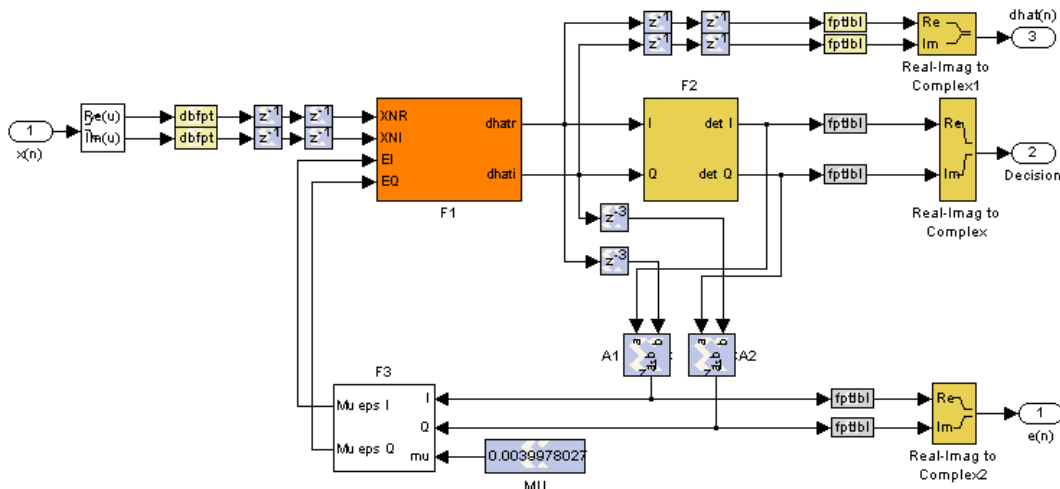 z-1 z-1 fptdbl Re dhat(n)
z-1 z-1 fptdbl Im 3
Real-Imag to
Complex1
F2
1 Re(u) dbfpt z-1 z-1 XNR dhatr I det I fptdbl Re
x(n) Im(u) dbfpt z-1 z-1 XNI 2
EI Decision
EQ dhati Q det Q fptdbl Im
F1 Real-Imag to
Complex
z-3
z-3
A1 a b a b A2
F3
Mu eps I I fptdbl Re
Q fptdbl Im 1
Mu eps Q mu 0.0039978027 e(n)
MU Real-Imag to
Complex2